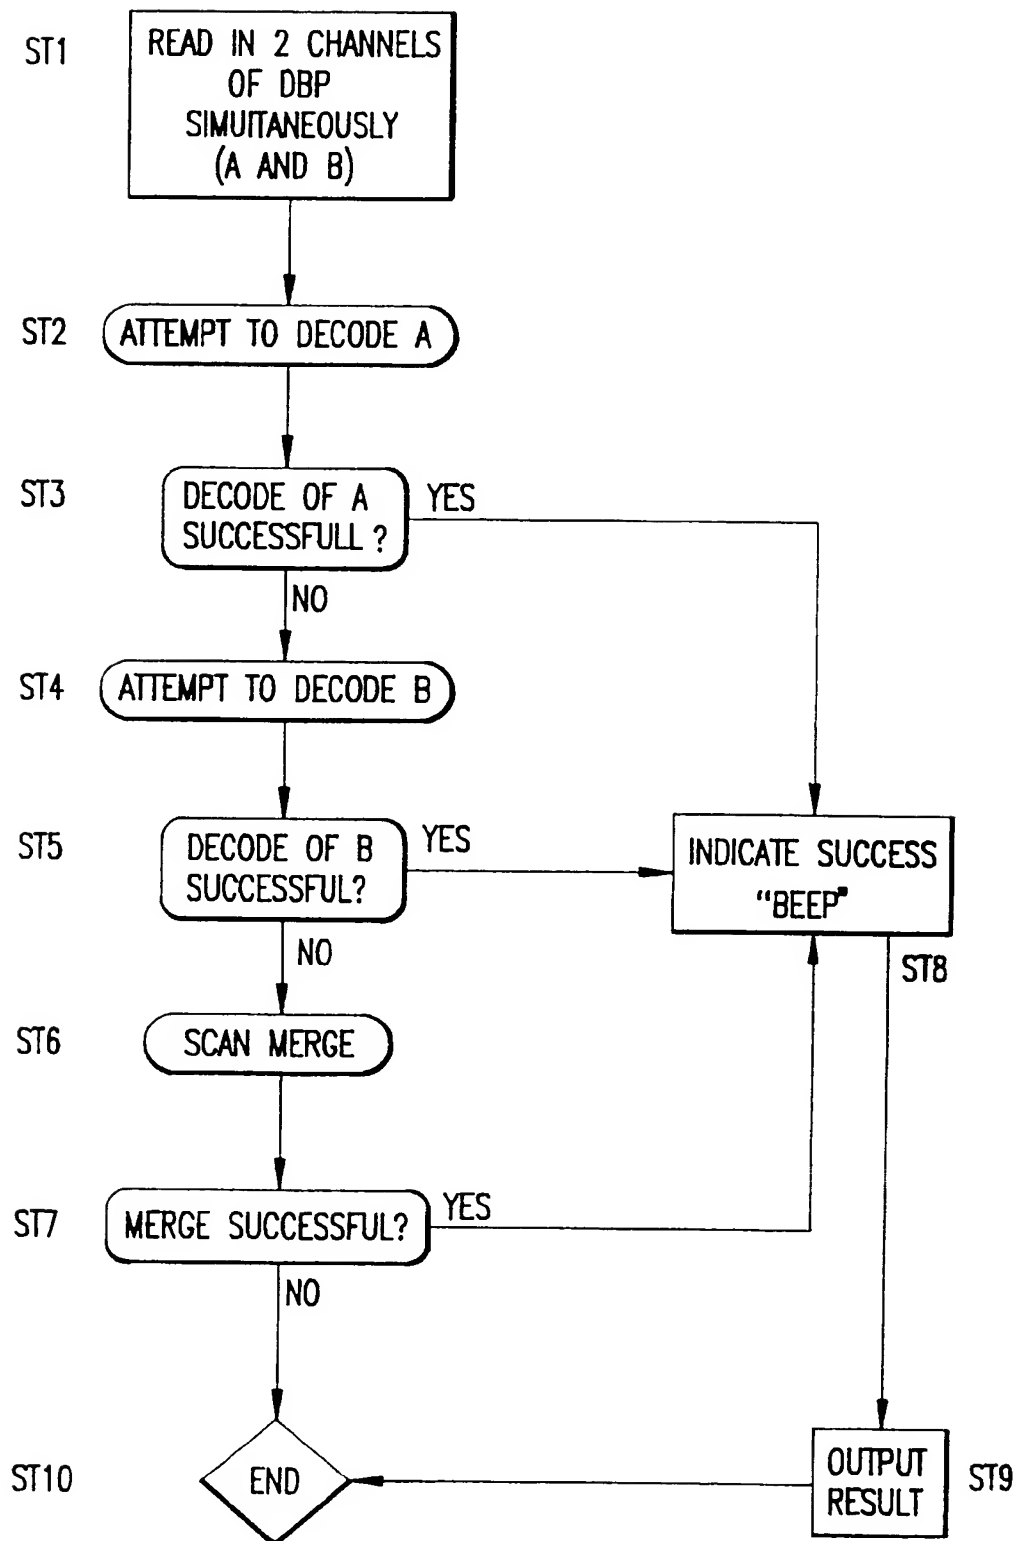 ST1
READ IN 2 CHANNELS
OF DBP
SIMUITANEOUSLY
(A AND B)
ST2
ATTEMPT TO DECODE A
ST3
DECODE OF A
SUCCESSFULL ?
YES
NO
ST4
ATTEMPT TO DECODE B
ST5
DECODE OF B
SUCCESSFUL?
YES
INDICATE SUCCESS
"BEEP"
ST8
NO
ST6
SCAN MERGE
ST7
MERGE SUCCESSFUL?
YES
NO
ST10
END
OUTPUT
RESULT
ST9